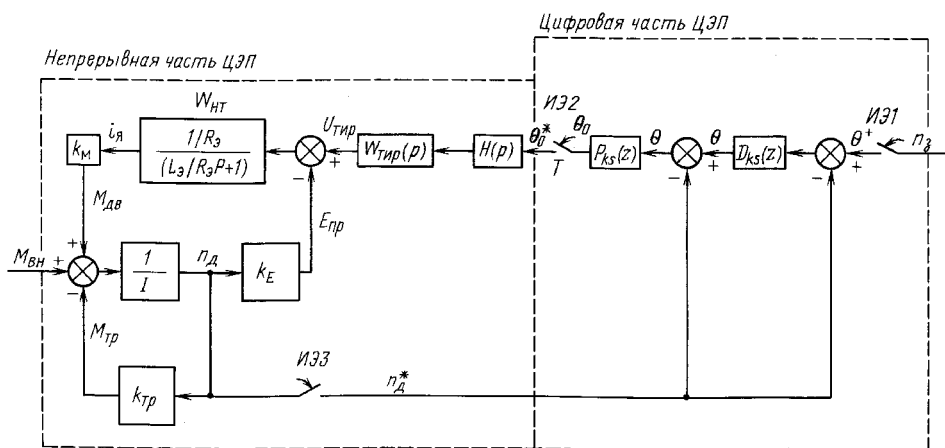 Цифровая часть ЦЭП
Непрерывная часть ЦЭП
W_НТ
i_я
k_М
1/R_Э
(L_Э/R_Э P+1)
U_тир
+
−
W_тир(p)
H(p)
θ_0^*
ИЭ2
θ_0
T
P_ks(z)
θ
−
θ
+
D_ks(z)
−
+
θ^+
ИЭ1
n_з
M_дв
E_пр
M_вн
+
+
−
1
I
n_д
k_E
M_тр
k_тр
ИЭ3
n_д^*